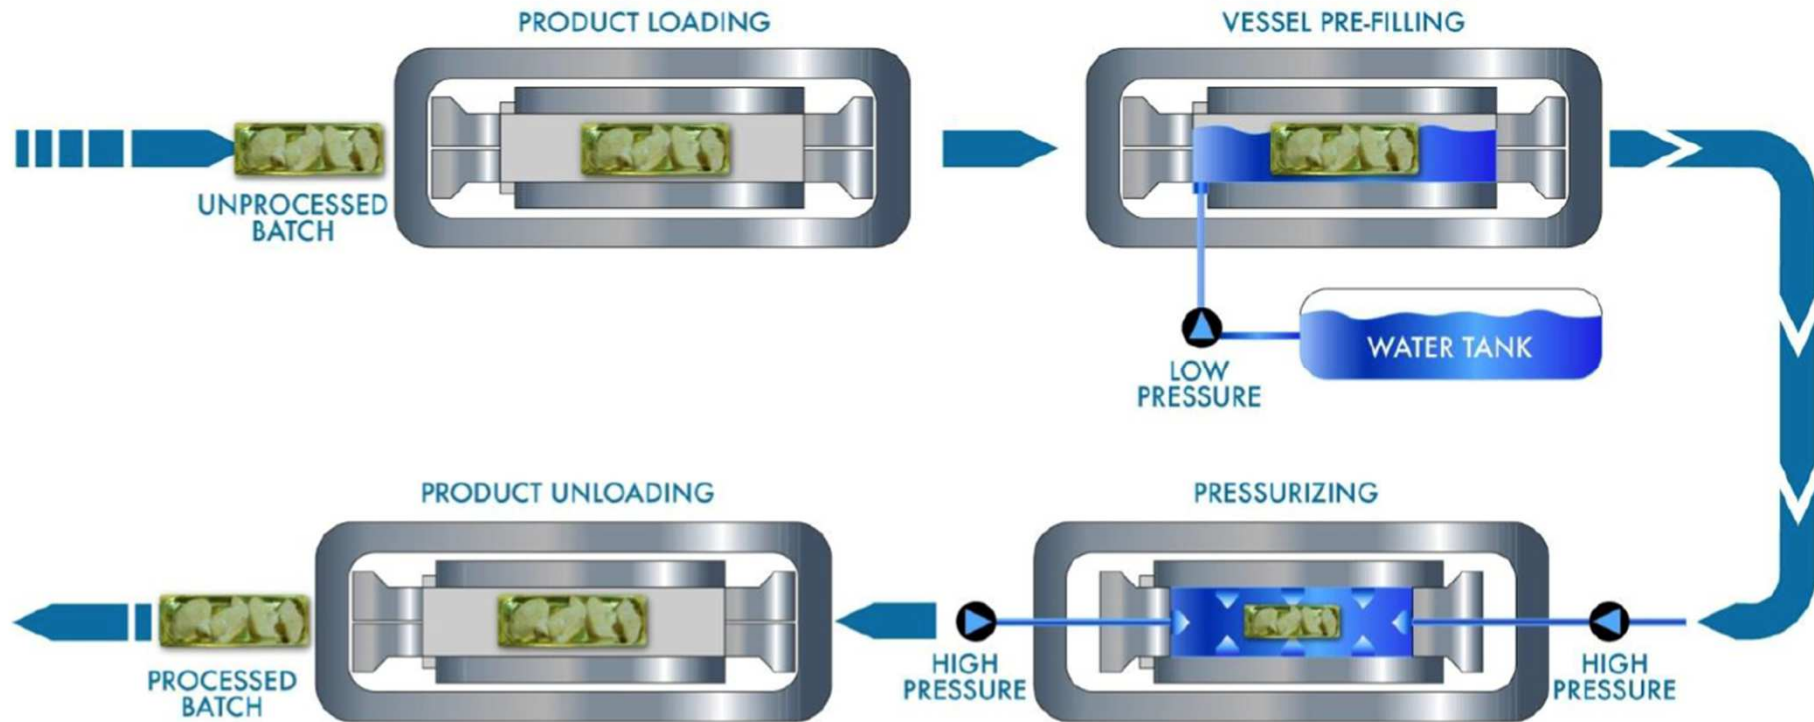 PRODUCT LOADING
VESSEL PRE-FILLING
UNPROCESSED
BATCH
WATER TANK
LOW
PRESSURE
PRODUCT UNLOADING
PRESSURIZING
PROCESSED
BATCH
HIGH
PRESSURE
HIGH
PRESSURE